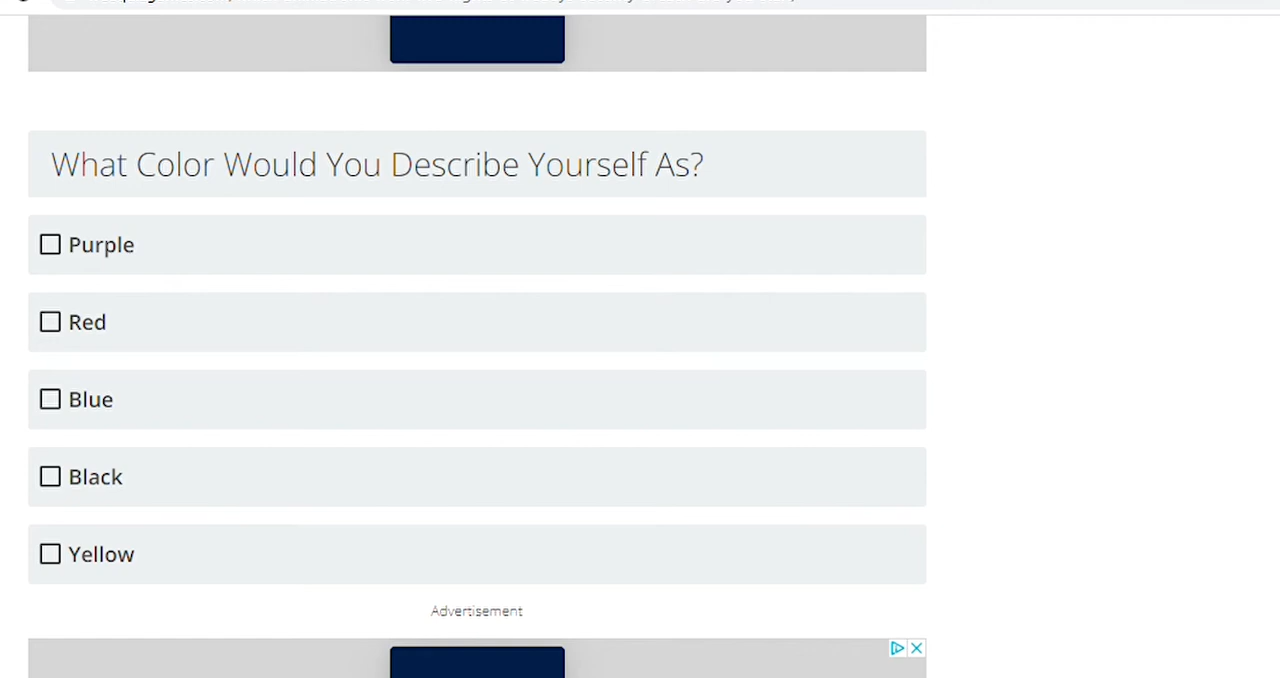 What Color Would You Describe Yourself As?
Purple
Red
Blue
Black
Yellow
Advertisement